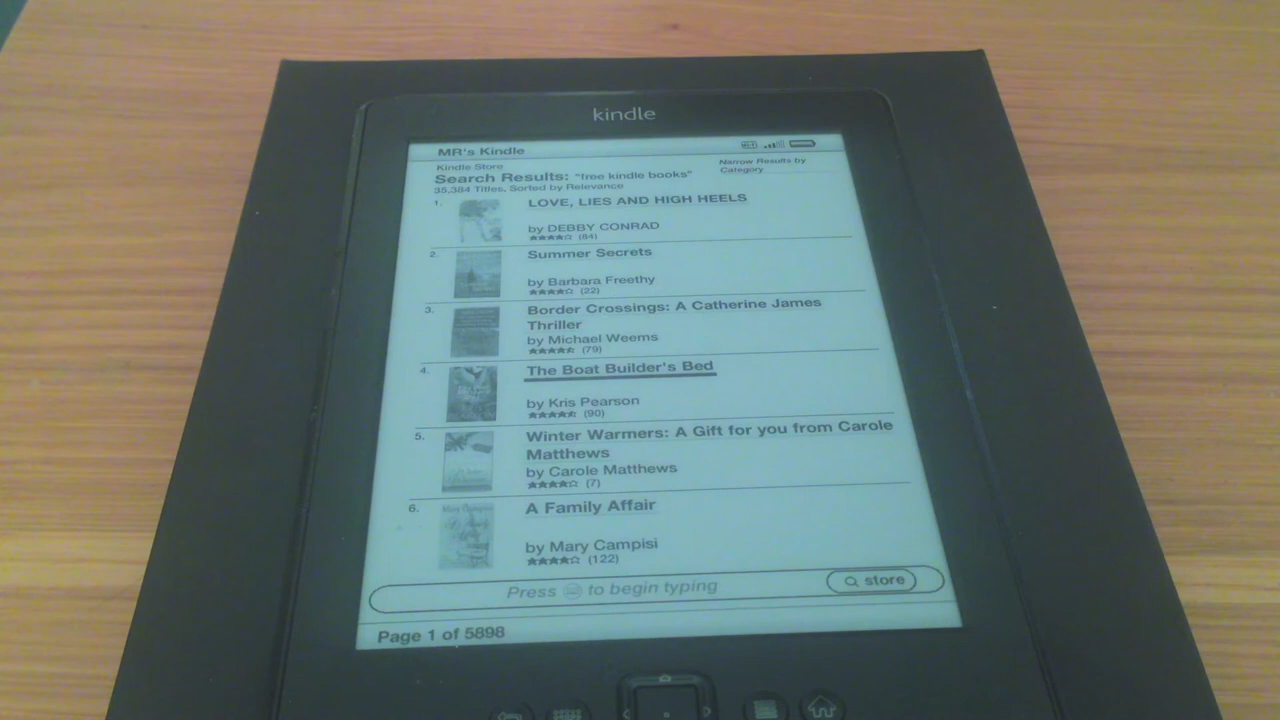 kindle
MR's Kindle
Kindle Store
Search Results: "free kindle books"
35,384 Titles, Sorted by Relevance
Narrow Results by
Category
1.
LOVE, LIES AND HIGH HEELS
by DEBBY CONRAD
(84)
2.
Summer Secrets
by Barbara Freethy
(22)
3.
Border Crossings: A Catherine James
Thriller
by Michael Weems
(79)
4.
The Boat Builder's Bed
by Kris Pearson
(90)
5.
Winter Warmers: A Gift for you from Carole
Matthews
by Carole Matthews
(7)
6.
Mary Campisi
A Family Affair
by Mary Campisi
(122)
Press to begin typing
store
Page 1 of 5898